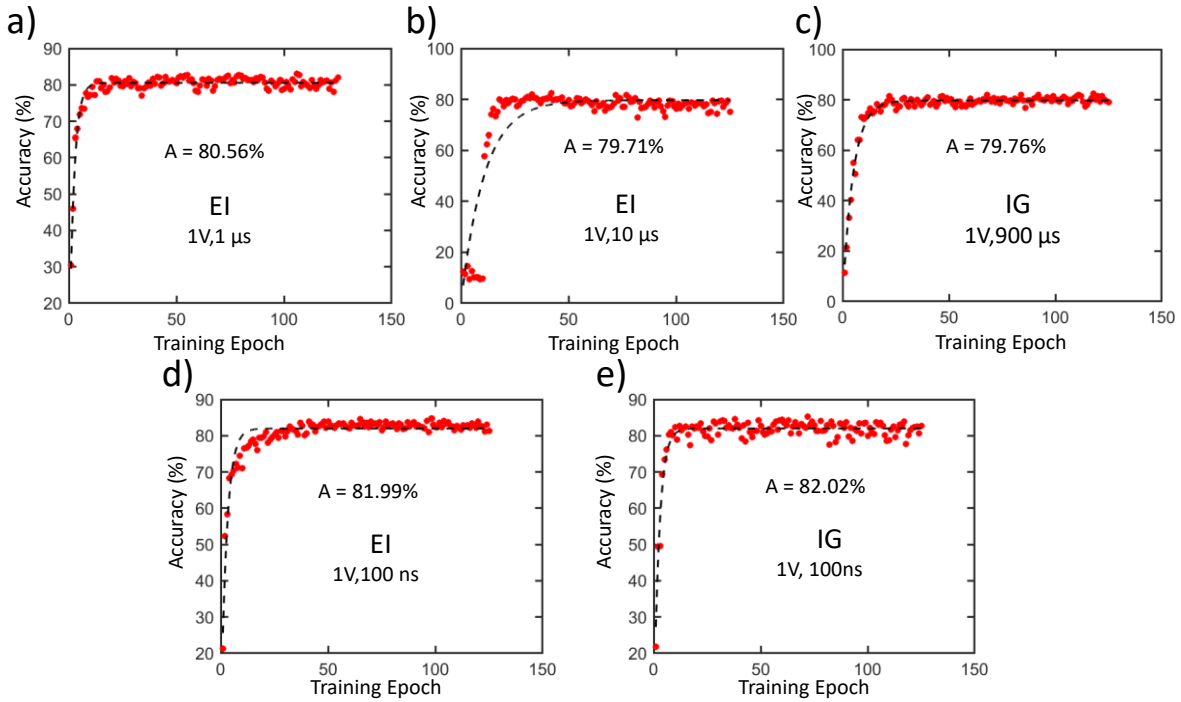 a)
90
80
70
60
50
40
30
20
Accuracy (%)
A = 80.56%
EI
1V,1 µs
0
50
100
150
Training Epoch
b)
100
80
60
40
20
0
Accuracy (%)
A = 79.71%
EI
1V,10 µs
0
50
100
150
Training Epoch
c)
100
80
60
40
20
0
Accuracy (%)
A = 79.76%
IG
1V,900 µs
0
50
100
150
Training Epoch
d)
90
80
70
60
50
40
30
20
Accuracy (%)
A = 81.99%
EI
1V,100 ns
0
50
100
150
Training Epoch
e)
90
80
70
60
50
40
30
20
Accuracy (%)
A = 82.02%
IG
1V, 100ns
0
50
100
150
Training Epoch